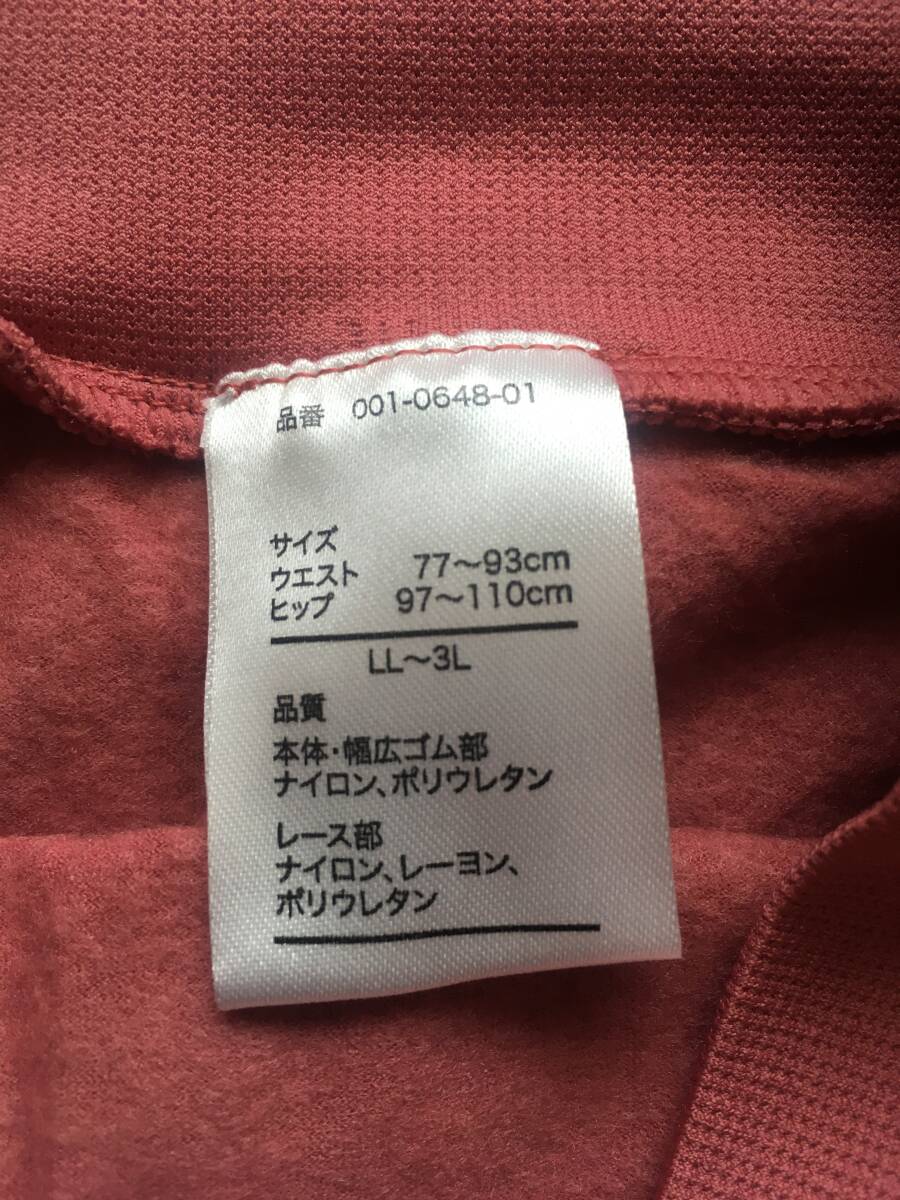 品番 001-0648-01
サイズ
ウエスト 77〜93cm
ヒップ 97〜110cm
LL〜3L
品質
本体・幅広ゴム部
ナイロン、ポリウレタン
レース部
ナイロン、レーヨン、
ポリウレタン